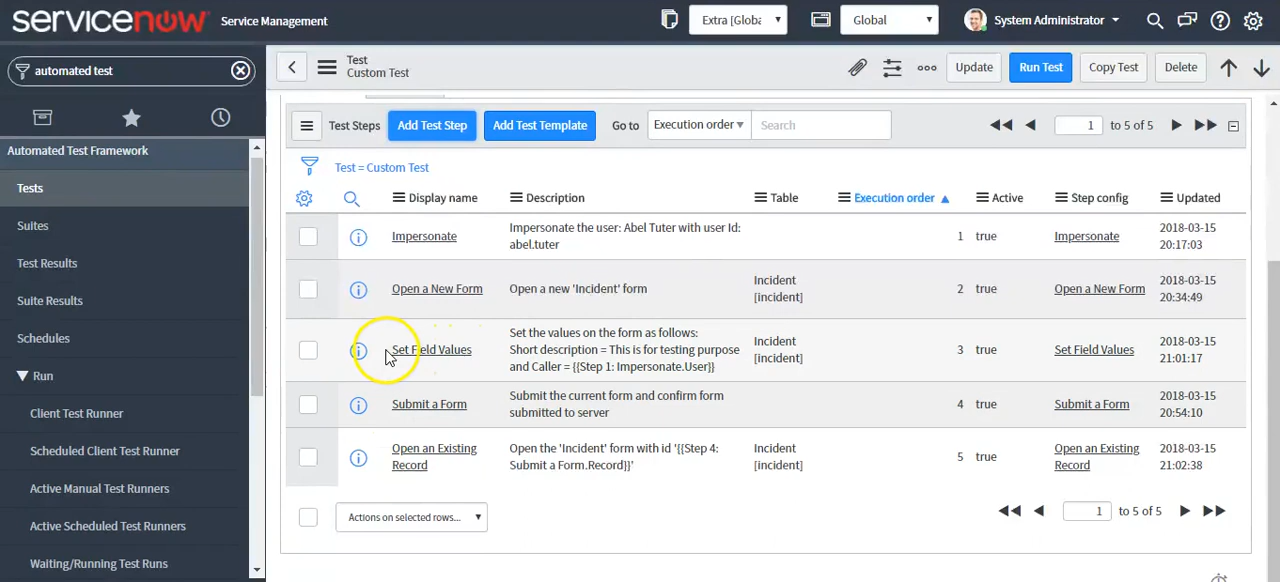 servicenow Service Management
Extra [Globa
Global
System Administrator
automated test
Test
Custom Test
Update
Run Test
Copy Test
Delete
Automated Test Framework
Tests
Suites
Test Results
Suite Results
Schedules
Run
Client Test Runner
Scheduled Client Test Runner
Active Manual Test Runners
Active Scheduled Test Runners
Waiting/Running Test Runs
Test Steps
Add Test Step
Add Test Template
Go to
Execution order
Search
1 to 5 of 5
Test = Custom Test
Display name
Description
Table
Execution order
Active
Step config
Updated
Impersonate
Impersonate the user: Abel Tuter with user Id:
abel.tuter
1
true
Impersonate
2018-03-15
20:17:03
Open a New Form
Open a new 'Incident' form
Incident
[incident]
2
true
Open a New Form
2018-03-15
20:34:49
Set Field Values
Set the values on the form as follows:
Short description = This is for testing purpose
and Caller = {{Step 1: Impersonate.User}}
Incident
[incident]
3
true
Set Field Values
2018-03-15
21:01:17
Submit a Form
Submit the current form and confirm form
submitted to server
4
true
Submit a Form
2018-03-15
20:54:10
Open an Existing
Record
Open the 'Incident' form with id '{{Step 4:
Submit a Form.Record}}'
Incident
[incident]
5
true
Open an Existing
Record
2018-03-15
21:02:38
Actions on selected rows...
1 to 5 of 5